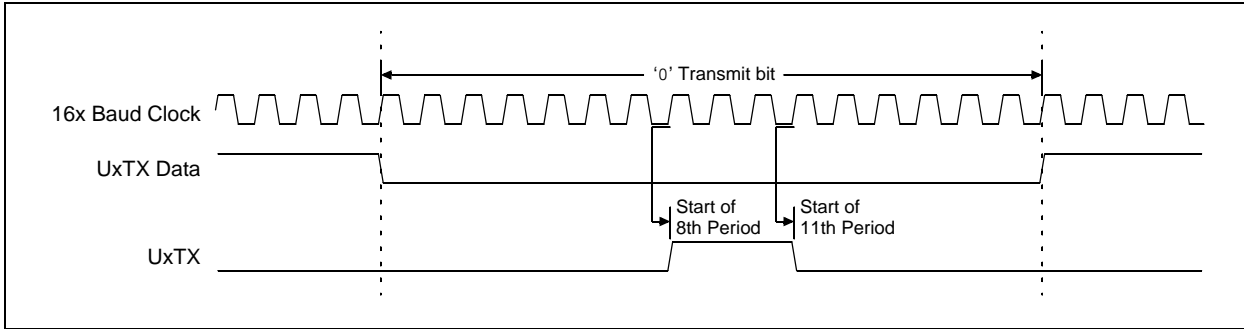 ‘0’ Transmit bit
16x Baud Clock
UxTX Data
Start of
8th Period
Start of
11th Period
UxTX